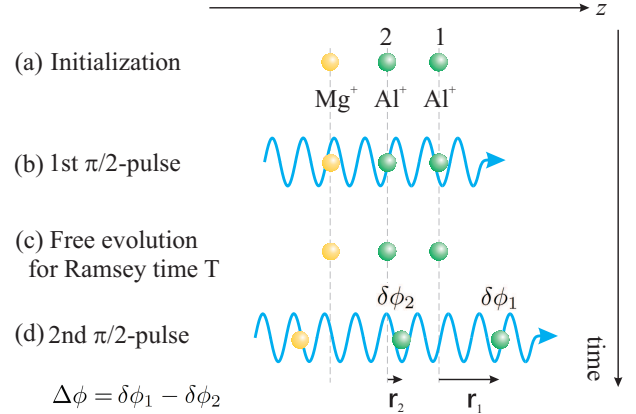 z
2 1
(a) Initialization
Mg⁺ Al⁺ Al⁺
(b) 1st π/2-pulse
(c) Free evolution
for Ramsey time T
δϕ₂ δϕ₁
(d) 2nd π/2-pulse
time
r₂ r₁
Δϕ = δϕ₁ − δϕ₂